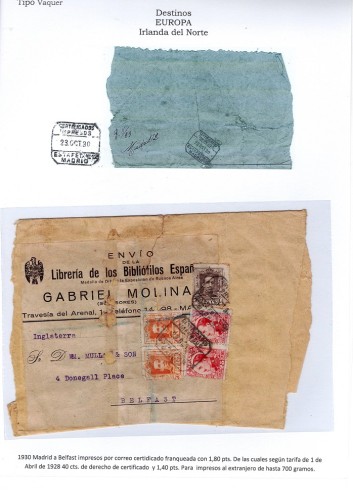 Tipo Vaquer
Destinos
EUROPA
Irlanda del Norte
CERTIFICADOS
IMPRESOS
23 OCT. 30
MADRID
ENVÍO
DE LA
Librería de los Bibliófilos Españ
GABRIEL MOLINA
Travesía del Arenal, 1
Inglaterra
4 Donegall Place
BELFAST
1930 Madrid a Belfast impresos por correo certidicado franqueada con 1,80 pts. De las cuales según tarifa de 1 de
Abril de 1928 40 cts. de derecho de certificado y 1,40 pts. Para impresos al extranjero de hasta 700 gramos.